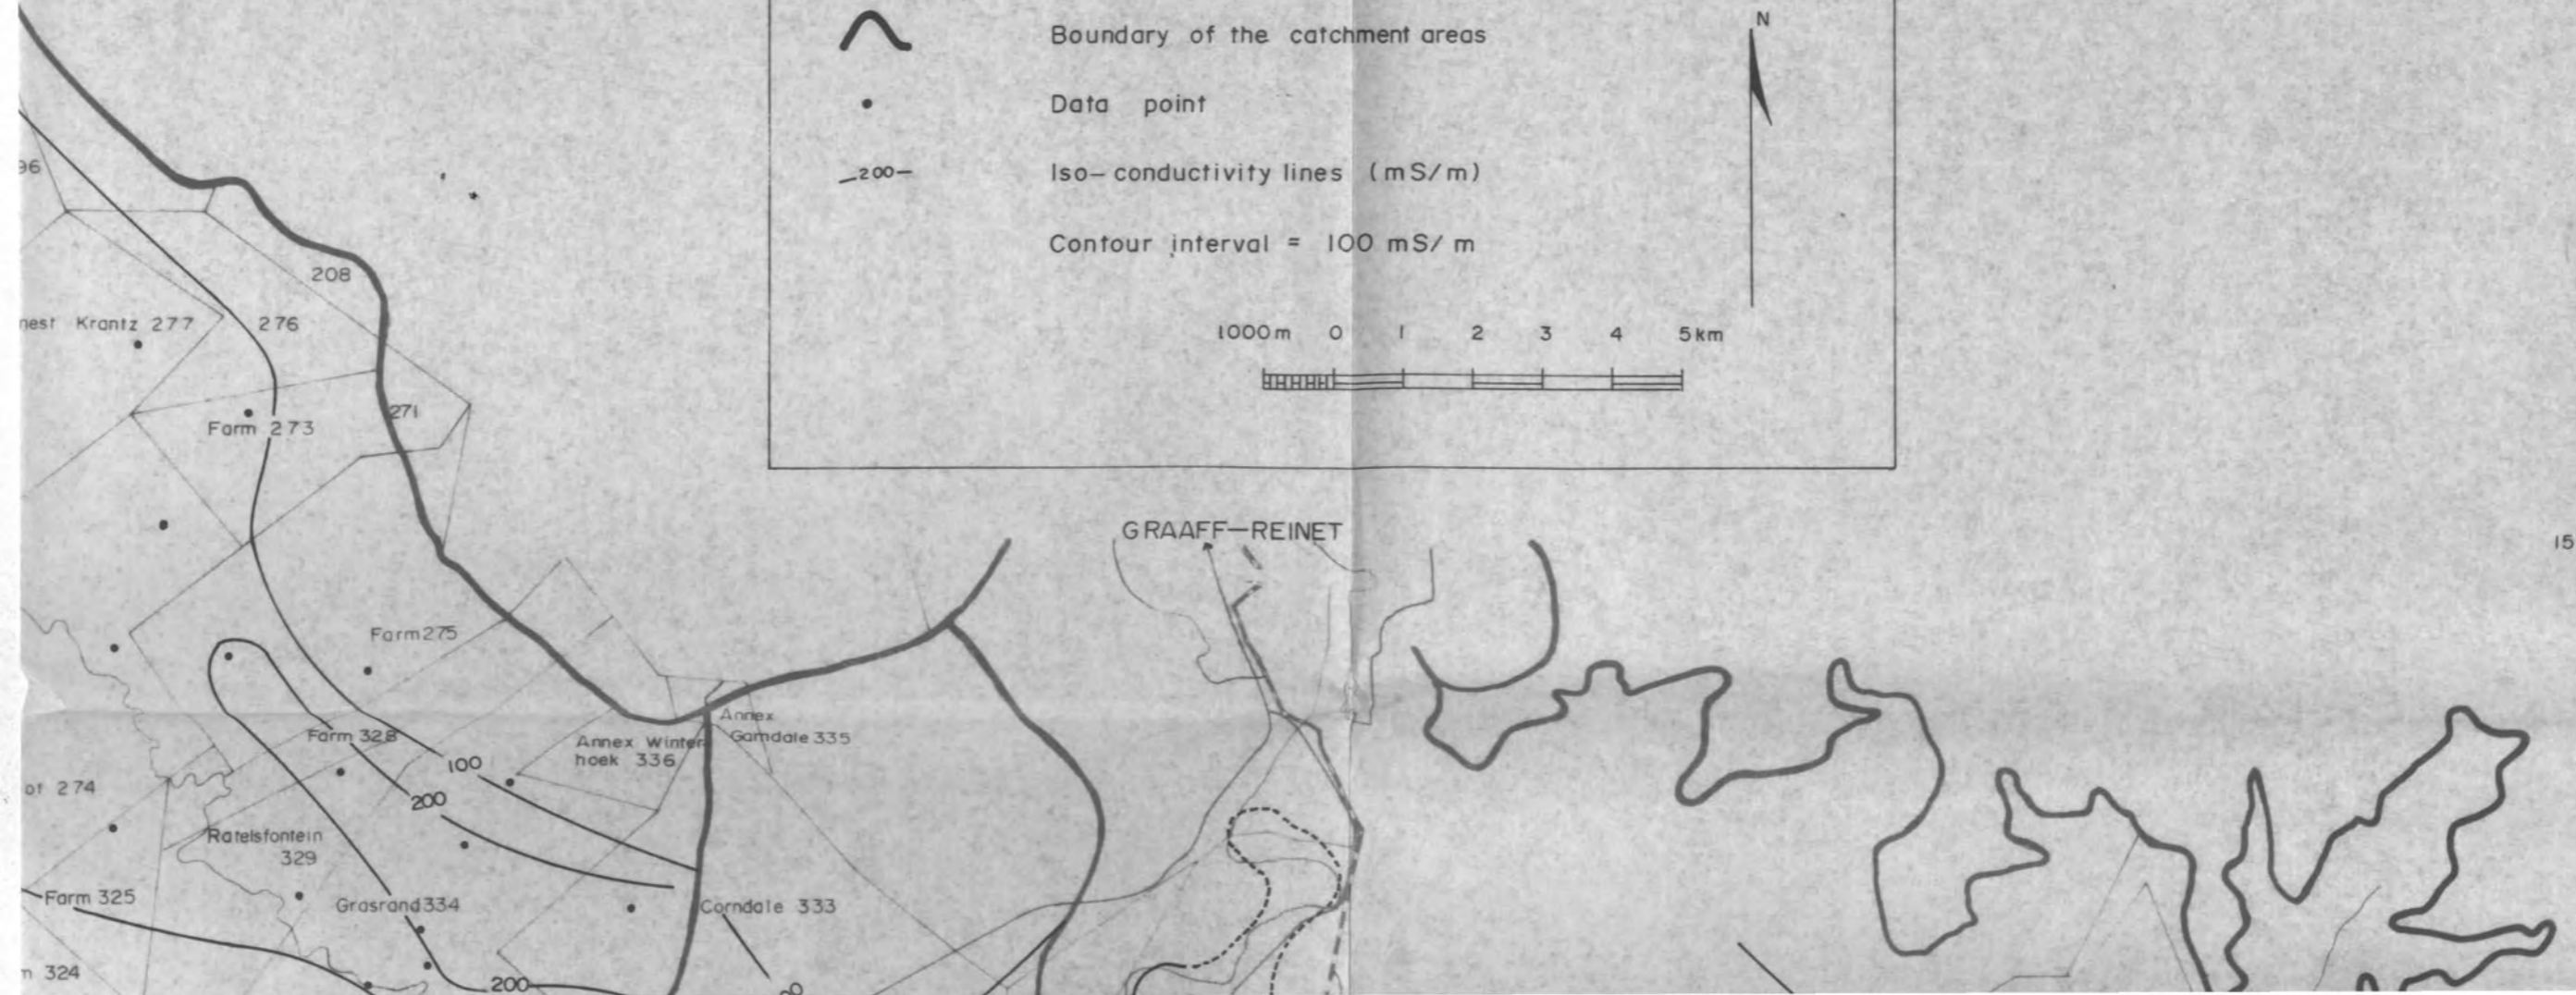 N
Boundary of the catchment areas
Data point
—200—
Iso-conductivity lines (mS/m)
Contour interval = 100 mS/m
1000m 0 1 2 3 4 5km
96
208
Krantz 277
276
271
Farm 273
GRAAFF—REINET
15
Farm 275
Annex
Gamdale 335
Farm 328
Annex Winter
hoek 336
100
of 274
200
Ratelsfontein
329
Farm 325
Grasrand 334
Corndale 333
324
200